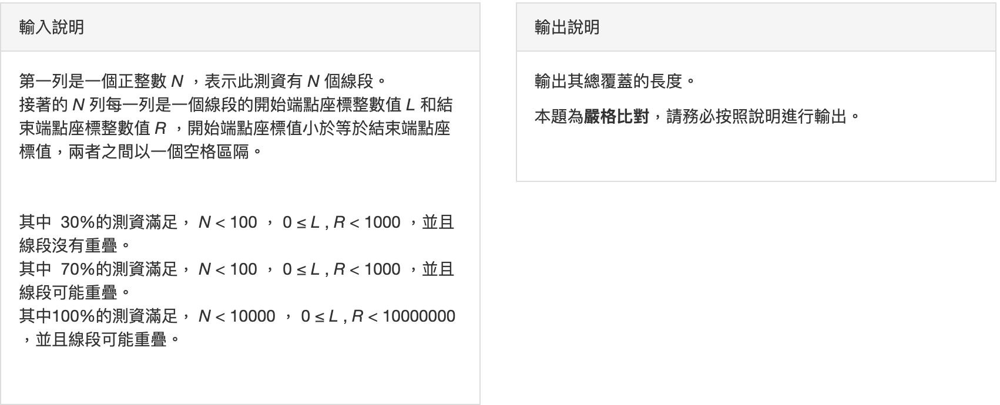 輸入說明
第一列是一個正整數 N ，表示此測資有 N 個線段。
接著的 N 列每一列是一個線段的開始端點座標整數值 L 和結
束端點座標整數值 R ，開始端點座標值小於等於結束端點座
標值，兩者之間以一個空格區隔。
其中 30%的測資滿足， N < 100 ， 0 ≤ L , R < 1000 ，並且
線段沒有重疊。
其中 70%的測資滿足， N < 100 ， 0 ≤ L , R < 1000 ，並且
線段可能重疊。
其中100%的測資滿足， N < 10000 ， 0 ≤ L , R < 10000000
，並且線段可能重疊。
輸出說明
輸出其總覆蓋的長度。
本題為嚴格比對，請務必按照說明進行輸出。